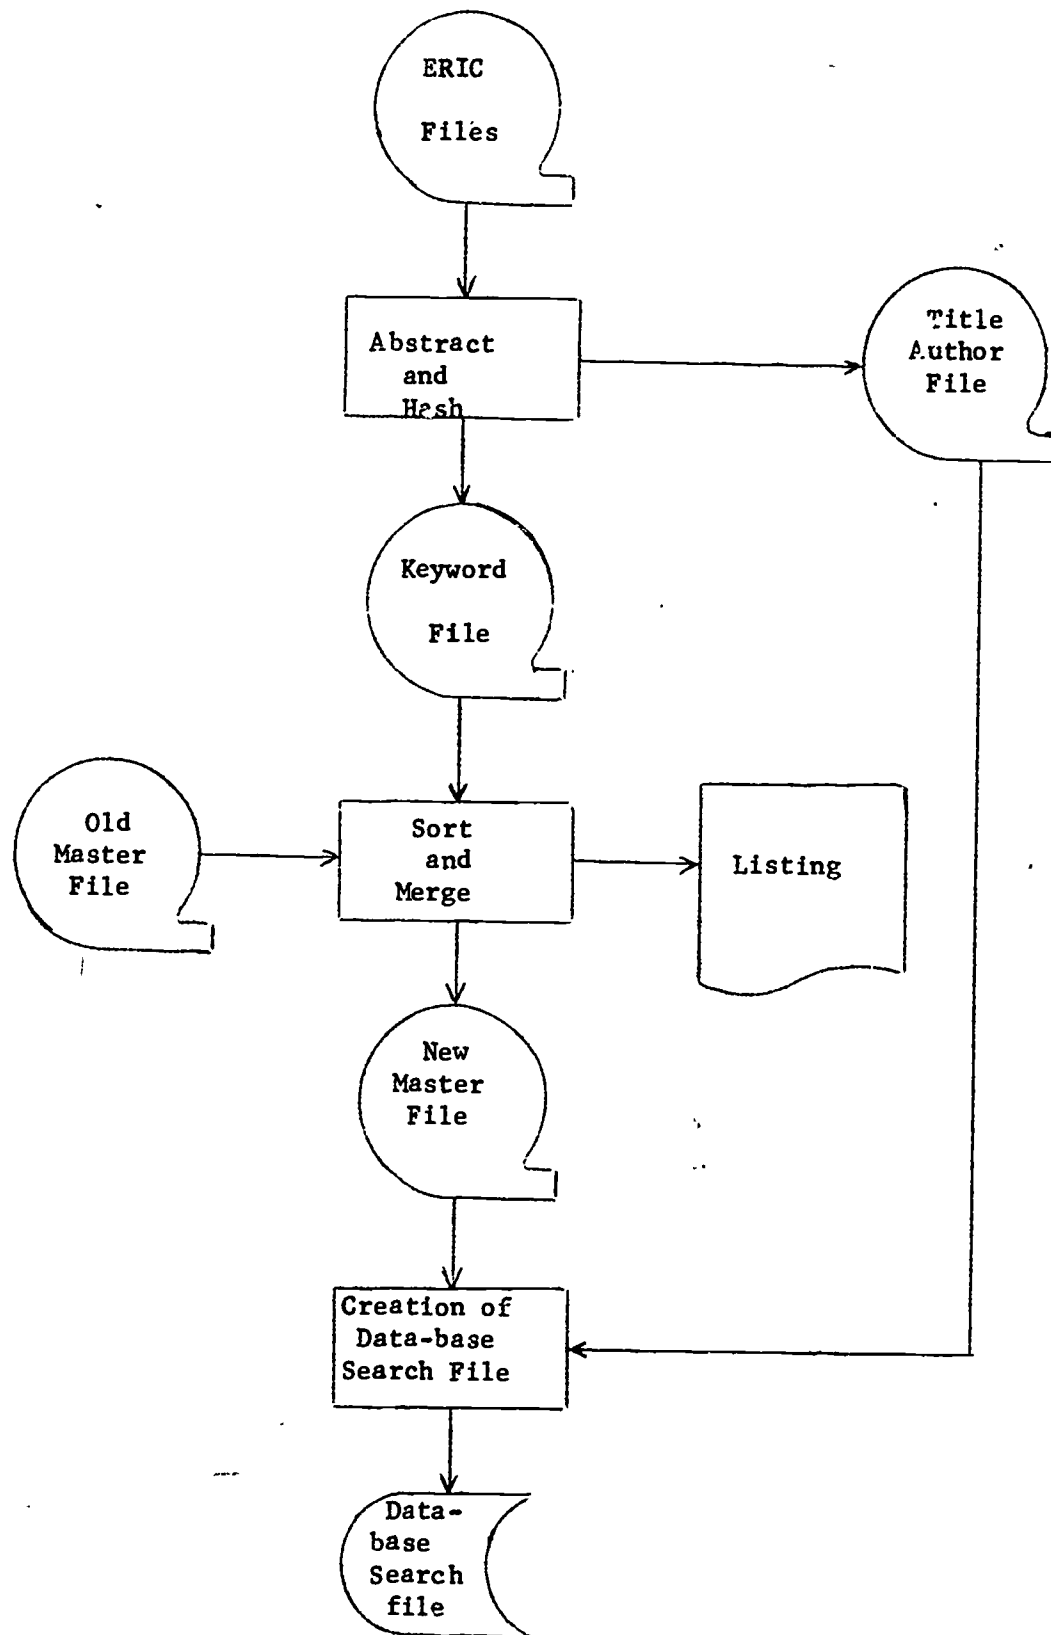 ERIC
Files
Abstract
and
Hash
Title
Author
File
Keyword
File
Old
Master
File
Sort
and
Merge
Listing
New
Master
File
Creation of
Data-base
Search File
Data-
base
Search
file